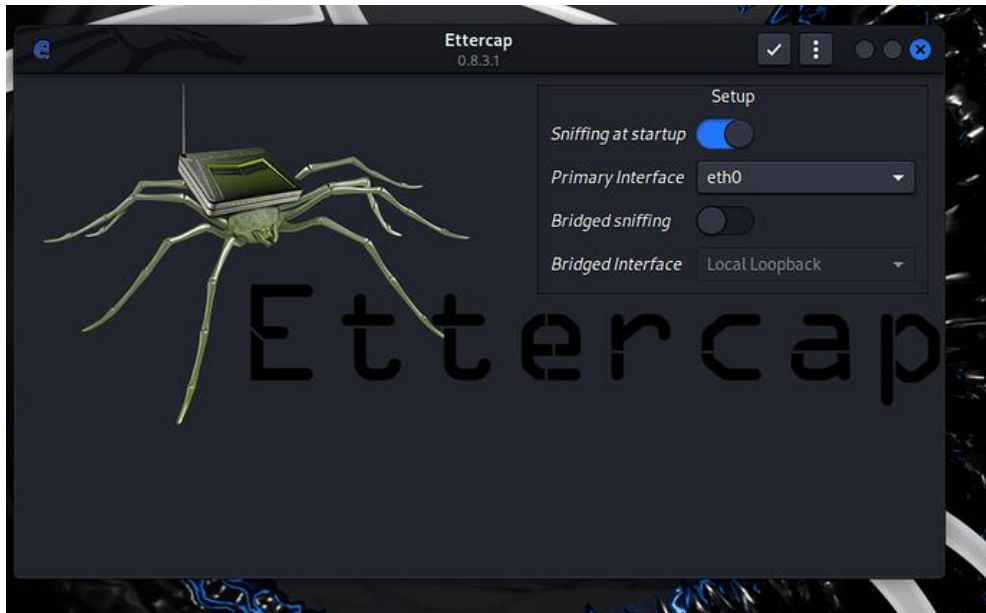 Ettercap
0.8.3.1
Setup
Sniffing at startup
Primary Interface eth0
Bridged sniffing
Bridged Interface Local Loopback
Ettercap